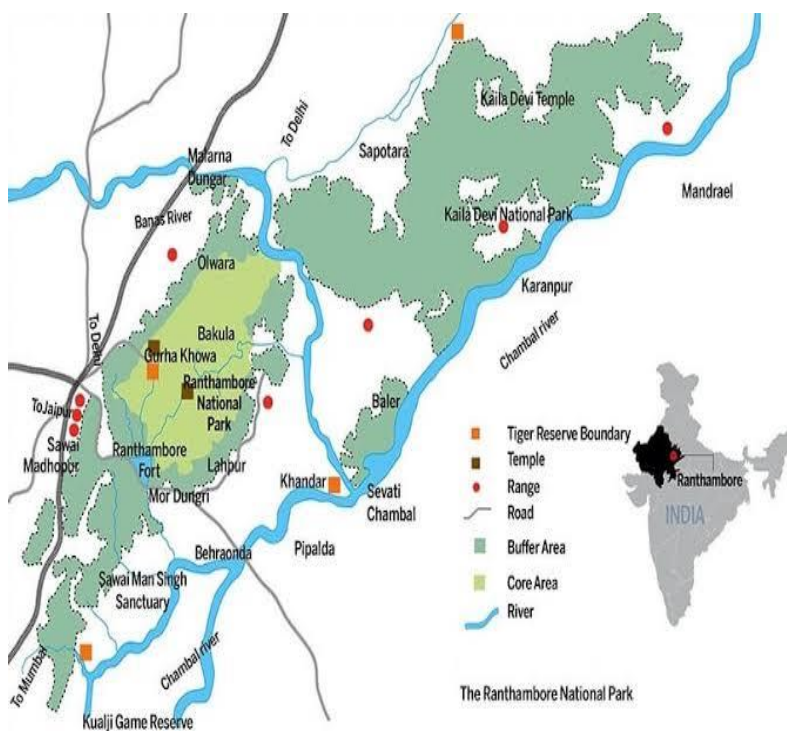 Kaila Devi Temple
To Delhi
Sapotara
Malarna
Dungar
Mandrael
Banas River
Kaila Devi National Park
Olwara
Karanpur
Chambal river
To Delhi
Bakula
Gurha Khowa
Ranthambore
National
Park
Baler
To Jaipur
Sawai
Madhopur
Ranthambore
Fort
Lahpur
Mor Dungri
Khandar
Sevati
Chambal
Behraonda
Pipalda
Sawai Man Singh
Sanctuary
Chambal river
To Mumbai
Kualji Game Reserve
Tiger Reserve Boundary
Temple
Range
Road
Buffer Area
Core Area
River
Ranthambore
INDIA
The Ranthambore National Park